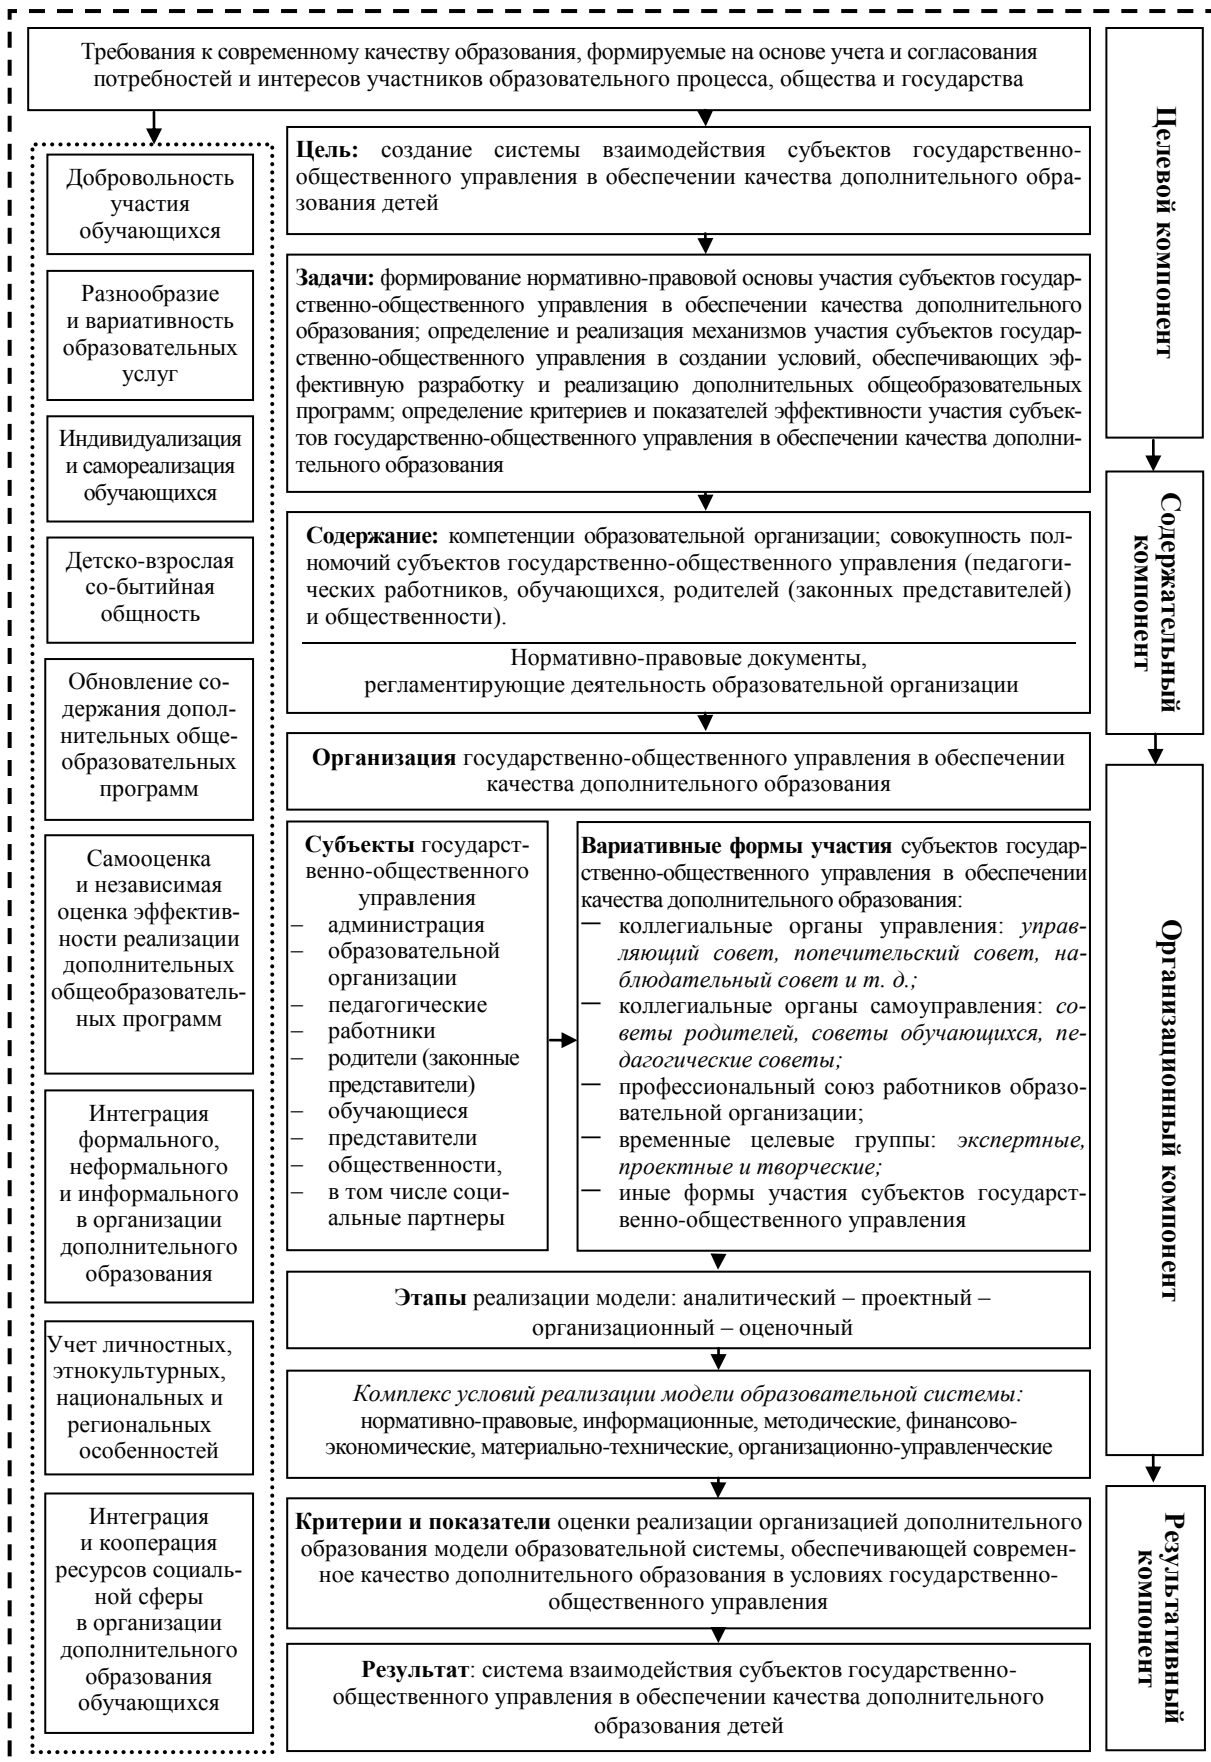 Требования к современному качеству образования, формируемые на основе учета и согласования
потребностей и интересов участников образовательного процесса, общества и государства
Добровольность
участия
обучающихся
Разнообразие
и вариативность
образовательных
услуг
Индивидуализация
и самореализация
обучающихся
Детско-взрослая
со-бытийная
общность
Обновление со-
держания допол-
нительных обще-
образовательных
программ
Самооценка
и независимая
оценка эффектив-
ности реализации
дополнительных
общеобразователь-
ных программ
Интеграция
формального,
неформального
и информального
в организации
дополнительного
образования
Учет личностных,
этнокультурных,
национальных и
региональных
особенностей
Интеграция
и кооперация
ресурсов социаль-
ной сферы
в организации
дополнительного
образования
обучающихся
Цель: создание системы взаимодействия субъектов государственно-
общественного управления в обеспечении качества дополнительного обра-
зования детей
Задачи: формирование нормативно-правовой основы участия субъектов государ-
ственно-общественного управления в обеспечении качества дополнительного
образования; определение и реализация механизмов участия субъектов государ-
ственно-общественного управления в создании условий, обеспечивающих эф-
фективную разработку и реализацию дополнительных общеобразовательных
программ; определение критериев и показателей эффективности участия субъек-
тов государственно-общественного управления в обеспечении качества дополни-
тельного образования
Содержание: компетенции образовательной организации; совокупность пол-
номочий субъектов государственно-общественного управления (педагоги-
ческих работников, обучающихся, родителей (законных представителей)
и общественности).
Нормативно-правовые документы,
регламентирующие деятельность образовательной организации
Организация государственно-общественного управления в обеспечении
качества дополнительного образования
Субъекты государст-
венно-общественного
управления
– администрация
– образовательной
организации
– педагогические
– работники
– родители (законные
представители)
– обучающиеся
– представители
– общественности,
– в том числе соци-
альные партнеры
Вариативные формы участия субъектов государ-
ственно-общественного управления в обеспечении
качества дополнительного образования:
— коллегиальные органы управления: управ-
ляющий совет, попечительский совет, на-
блюдательный совет и т. д.;
— коллегиальные органы самоуправления: со-
веты родителей, советы обучающихся, пе-
дагогические советы;
— профессиональный союз работников образо-
вательной организации;
— временные целевые группы: экспертные,
проектные и творческие;
— иные формы участия субъектов государст-
венно-общественного управления
Этапы реализации модели: аналитический – проектный –
организационный – оценочный
Комплекс условий реализации модели образовательной системы:
нормативно-правовые, информационные, методические, финансово-
экономические, материально-технические, организационно-управленческие
Критерии и показатели оценки реализации организацией дополнительного
образования модели образовательной системы, обеспечивающей современ-
ное качество дополнительного образования в условиях государственно-
общественного управления
Результат: система взаимодействия субъектов государственно-
общественного управления в обеспечении качества дополнительного
образования детей
Целевой компонент
Содержательный
компонент
Организационный компонент
Результативный
компонент